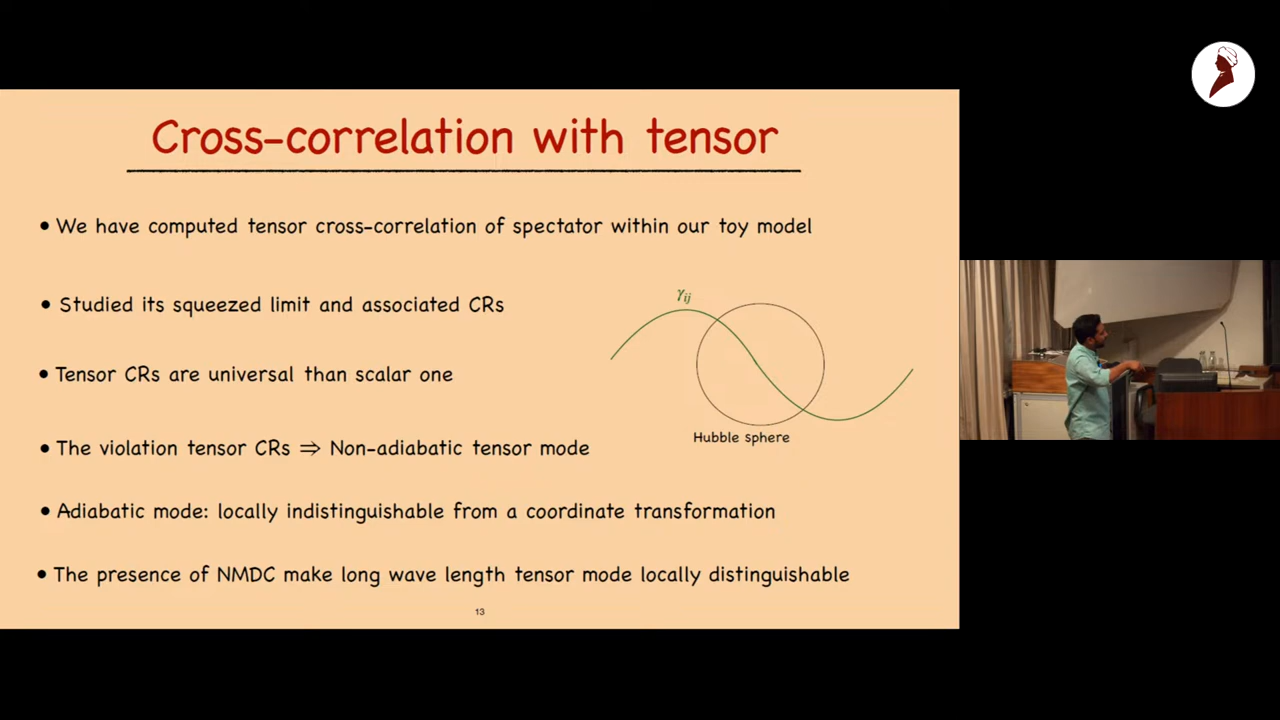 Cross-correlation with tensor
• We have computed tensor cross-correlation of spectator within our toy model
• Studied its squeezed limit and associated CRs
γij
• Tensor CRs are universal than scalar one
Hubble sphere
• The violation tensor CRs ⇒ Non-adiabatic tensor mode
• Adiabatic mode: locally indistinguishable from a coordinate transformation
• The presence of NMDC make long wave length tensor mode locally distinguishable
13